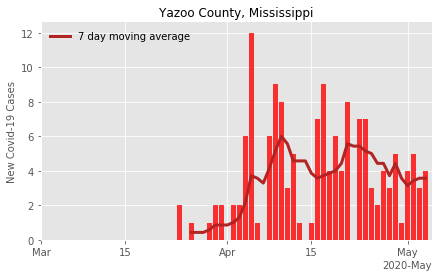 Yazoo County, Mississippi
7 day moving average
New Covid-19 Cases
12
10
8
6
4
2
0
Mar
15
Apr
15
May
2020-May